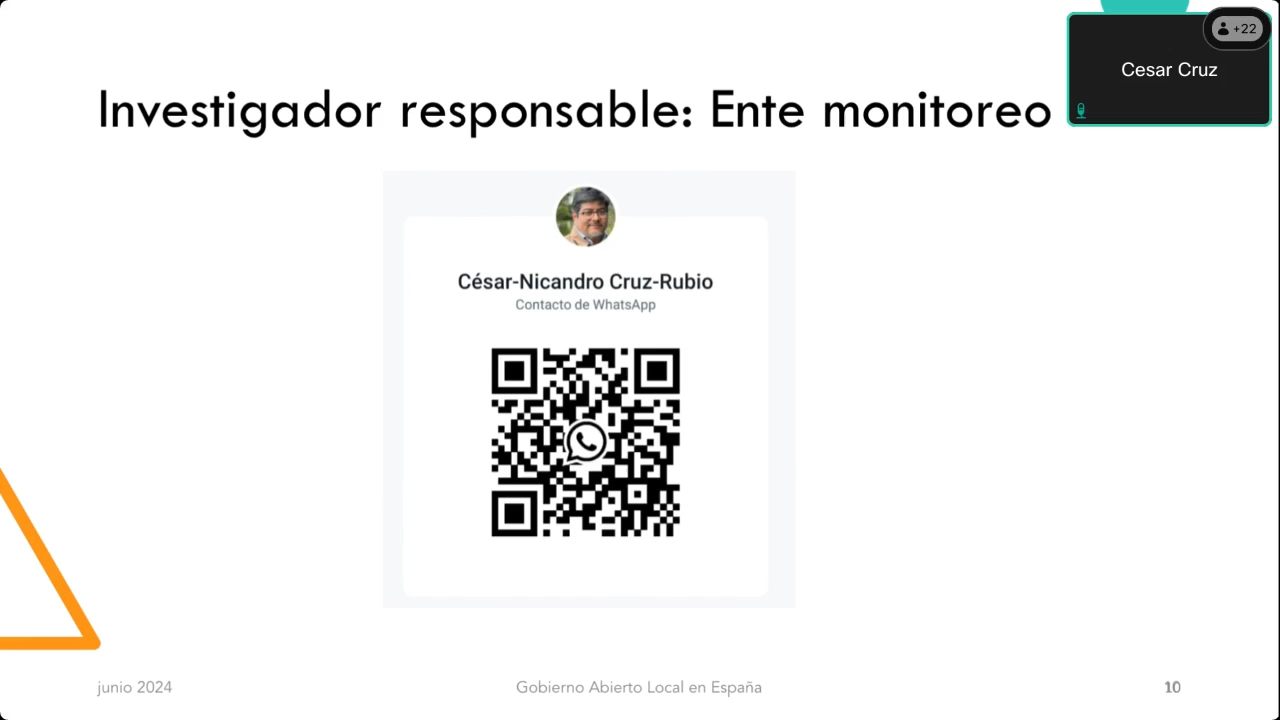 +22
Cesar Cruz
Investigador responsable: Ente monitoreo
César-Nicandro Cruz-Rubio
Contacto de WhatsApp
junio 2024
Gobierno Abierto Local en España
10